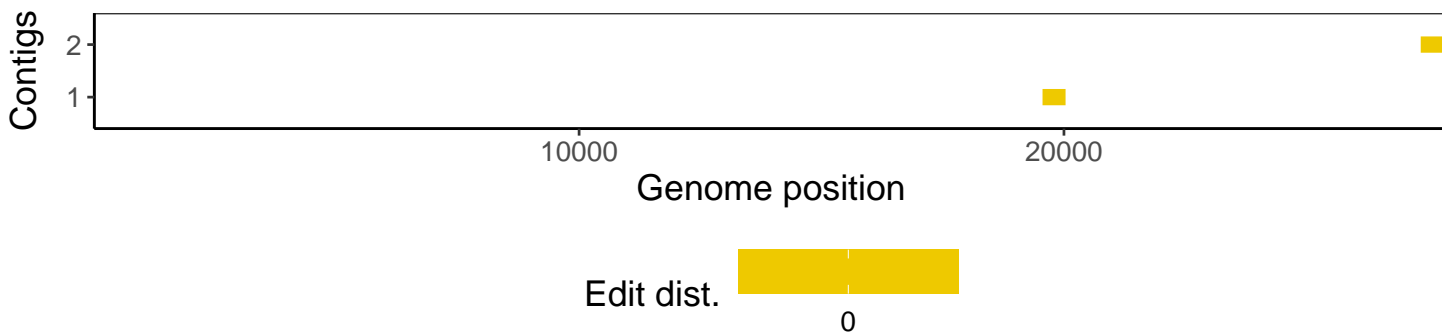 Contigs
2
1
10000 20000
Genome position
Edit dist.
0